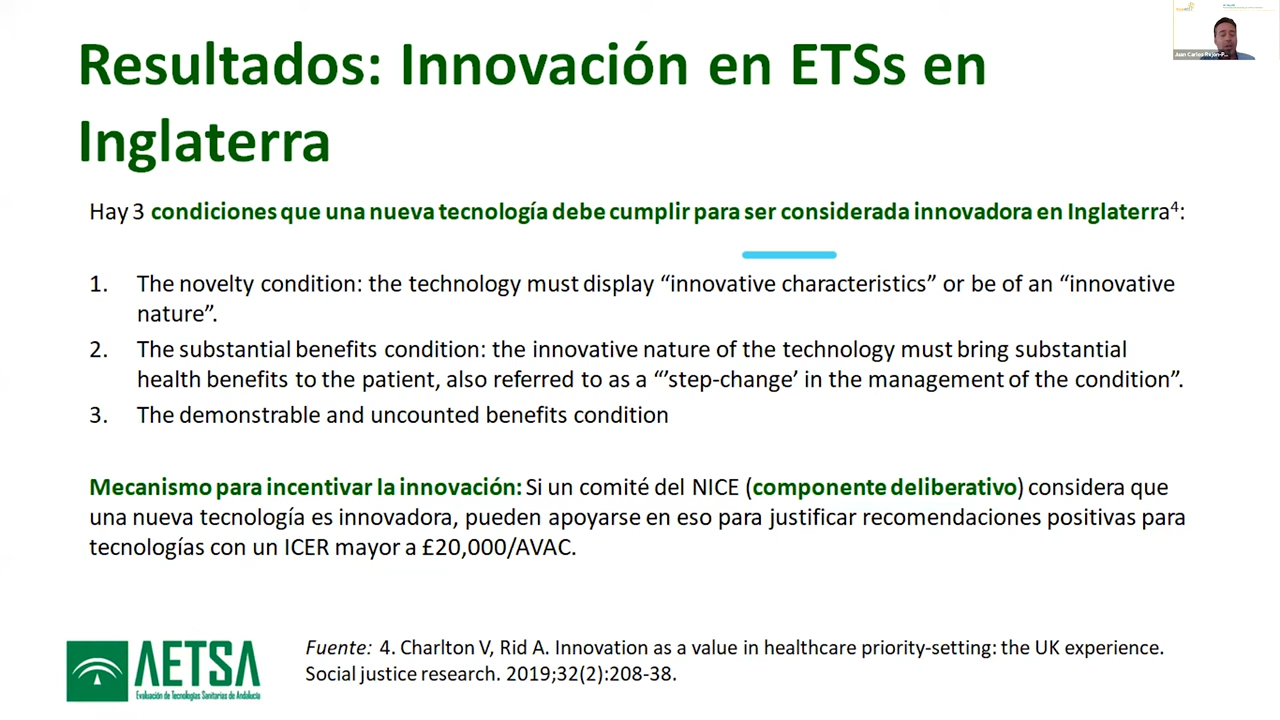 Resultados: Innovación en ETSs en
Inglaterra
Hay 3 condiciones que una nueva tecnología debe cumplir para ser considerada innovadora en Inglaterra⁴:
1. The novelty condition: the technology must display “innovative characteristics” or be of an “innovative
nature”.
2. The substantial benefits condition: the innovative nature of the technology must bring substantial
health benefits to the patient, also referred to as a “’step-change’ in the management of the condition”.
3. The demonstrable and uncounted benefits condition
Mecanismo para incentivar la innovación: Si un comité del NICE (componente deliberativo) considera que
una nueva tecnología es innovadora, pueden apoyarse en eso para justificar recomendaciones positivas para
tecnologías con un ICER mayor a £20,000/AVAC.
AETSA
Evaluación de Tecnologías Sanitarias de Andalucía
Fuente: 4. Charlton V, Rid A. Innovation as a value in healthcare priority-setting: the UK experience.
Social justice research. 2019;32(2):208-38.
Juan Carlos